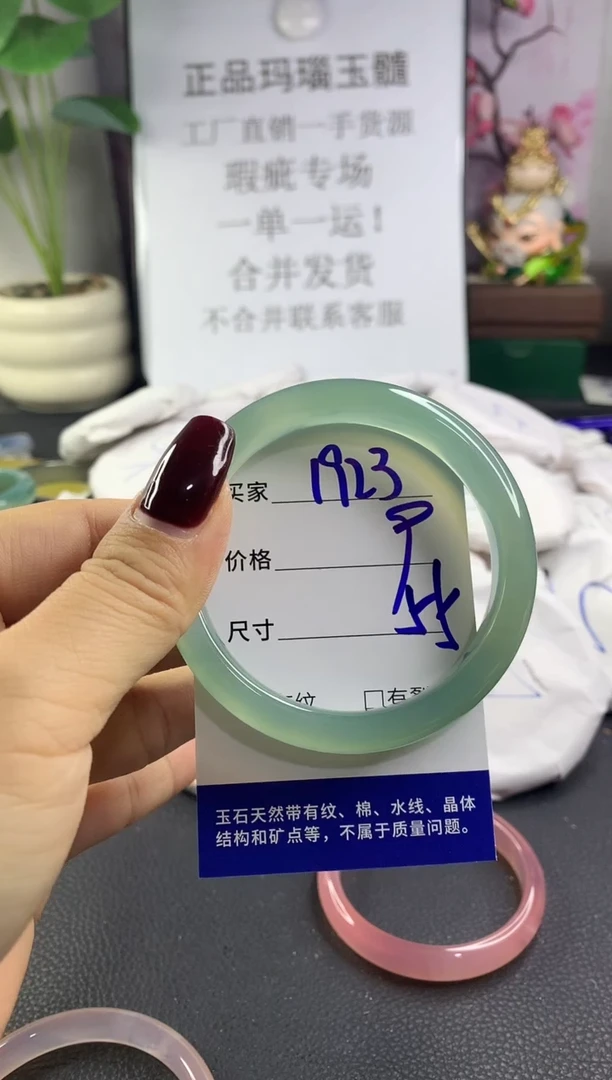 正品玛瑙玉髓
工厂直销一手货源
瑕疵专场
一单一运！
合并发货
不合并联系客服
买家 1923
价格
尺寸
纹 □有裂
玉石天然带有纹、棉、水线、晶体
结构和矿点等，不属于质量问题。